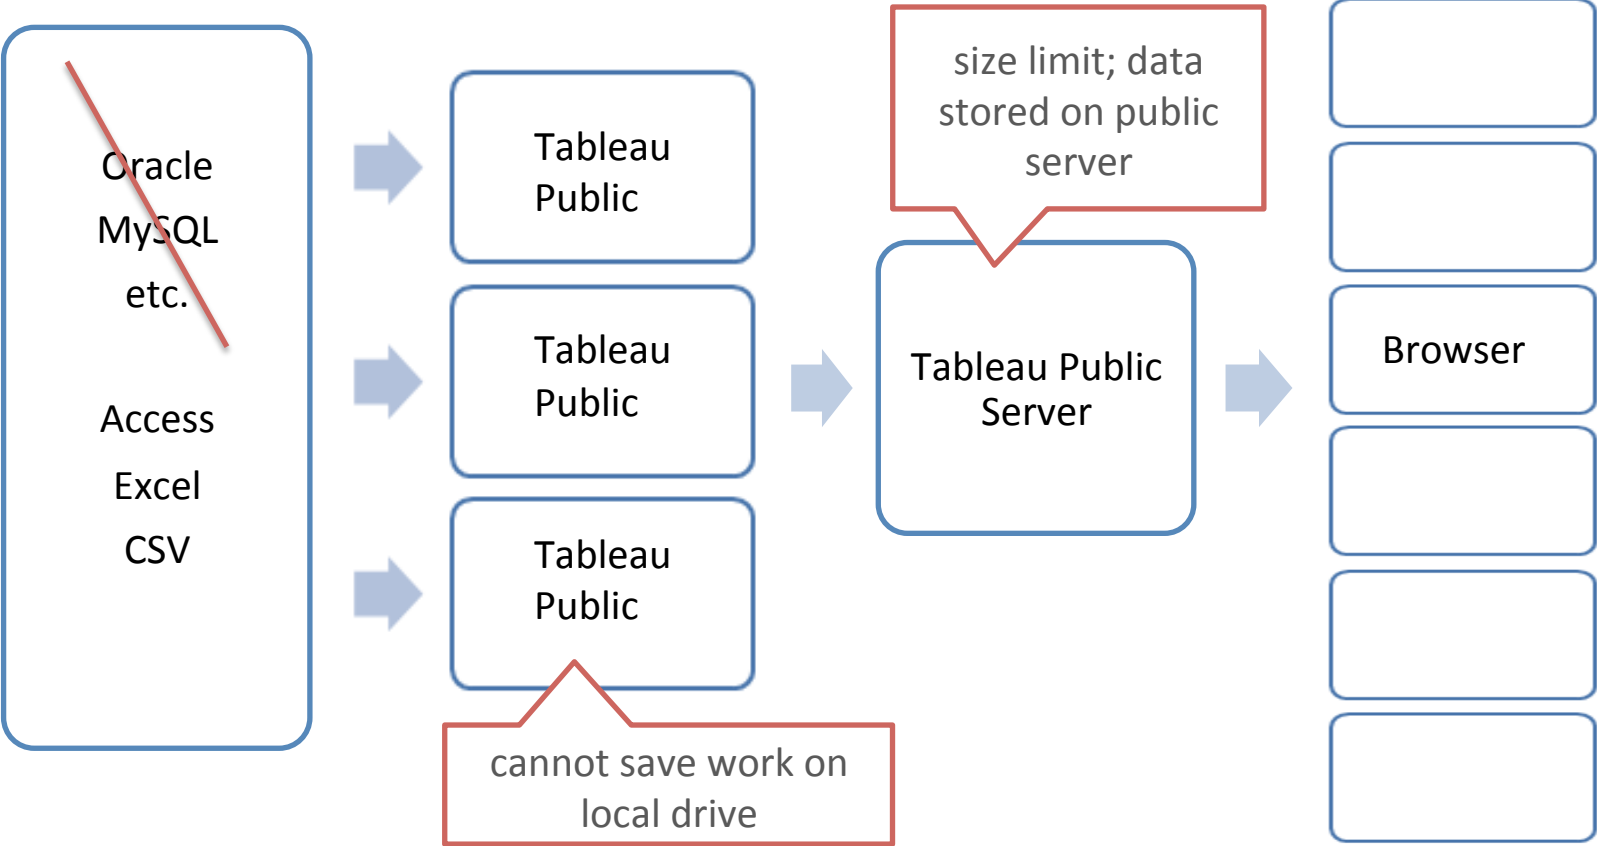 Oracle
MySQL
etc.
Access
Excel
CSV
Tableau
Public
Tableau
Public
Tableau
Public
cannot save work on
local drive
size limit; data
stored on public
server
Tableau Public
Server
Browser